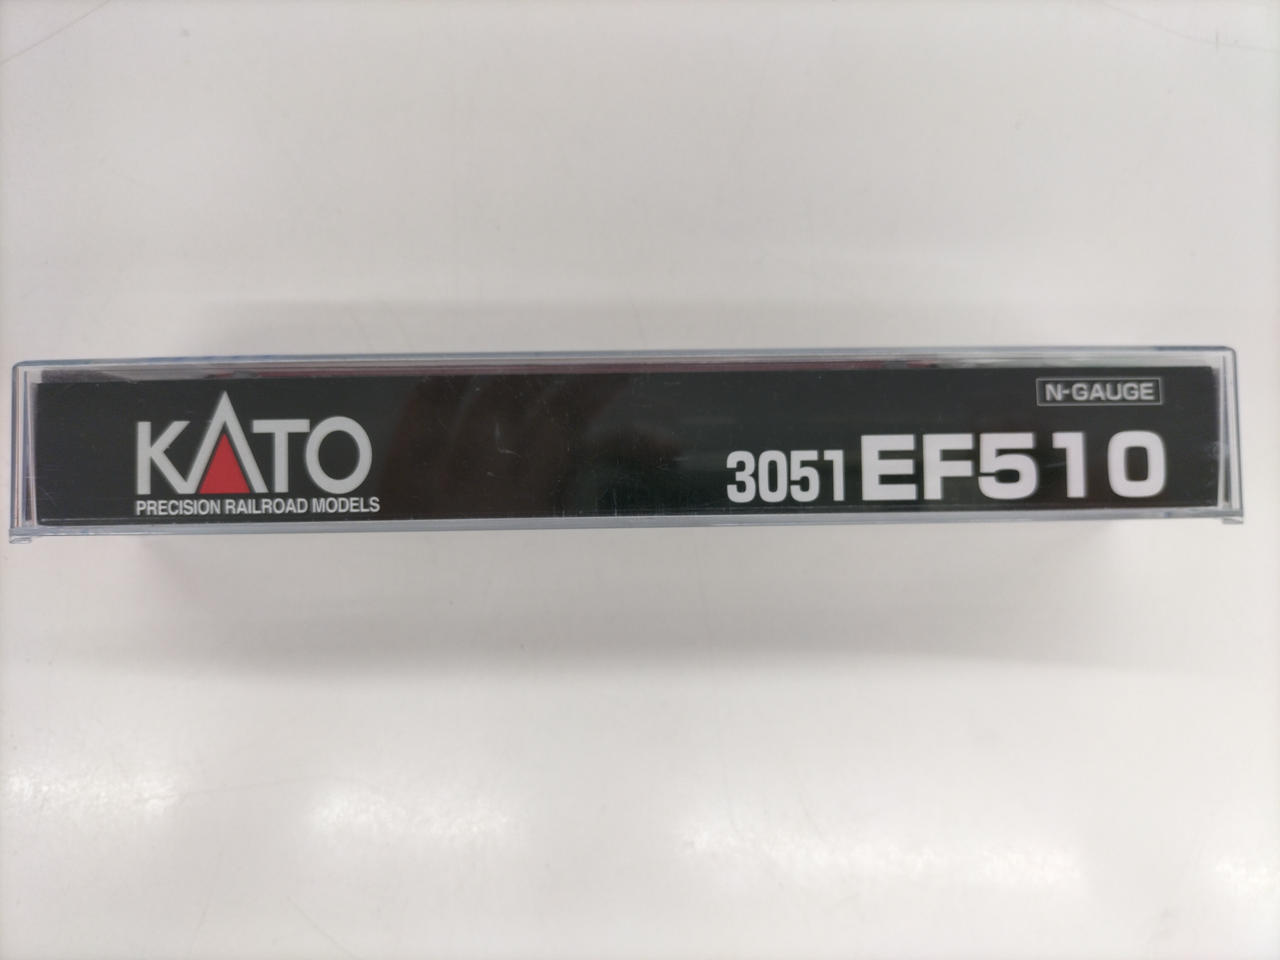 N-GAUGE
KATO
3051 EF510
PRECISION RAILROAD MODELS